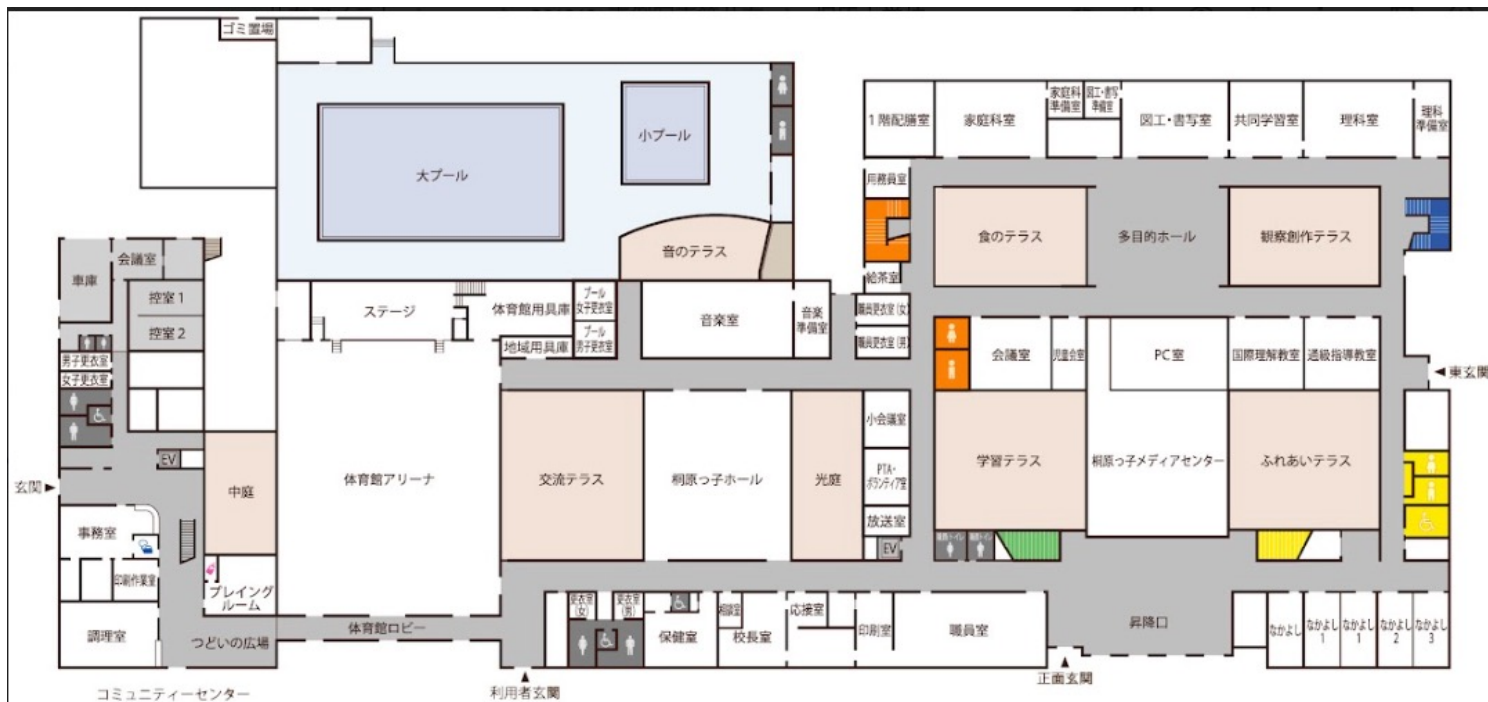 ゴミ置場
大プール
小プール
音のテラス
1階配膳室
家庭科室
家庭科
準備室
図工・書写
準備室
図工・書写室
共同学習室
理科室
理科
準備室
用務員室
食のテラス
多目的ホール
観察創作テラス
給茶室
車庫
会議室
控室1
控室2
男子更衣室
女子更衣室
ステージ
体育館用具庫
地域用具庫
プール
女子更衣室
プール
男子更衣室
音楽室
音楽
準備室
職員更衣室(女)
職員更衣室(男)
会議室
児童会室
PC室
国際理解教室
通級指導教室
◀東玄関
EV
玄関▶
中庭
体育館アリーナ
交流テラス
桐原っ子ホール
光庭
小会議室
PTA・
ボランティア室
放送室
EV
学習テラス
桐原っ子メディアセンター
ふれあいテラス
事務室
印刷作業室
プレイング
ルーム
調理室
つどいの広場
体育館ロビー
更衣室
(女)
更衣室
(男)
保健室
相談室
校長室
応接室
印刷室
職員室
昇降口
なかよし
なかよし
1
なかよし
1
なかよし
2
なかよし
3
コミュニティーセンター
利用者玄関
正面玄関